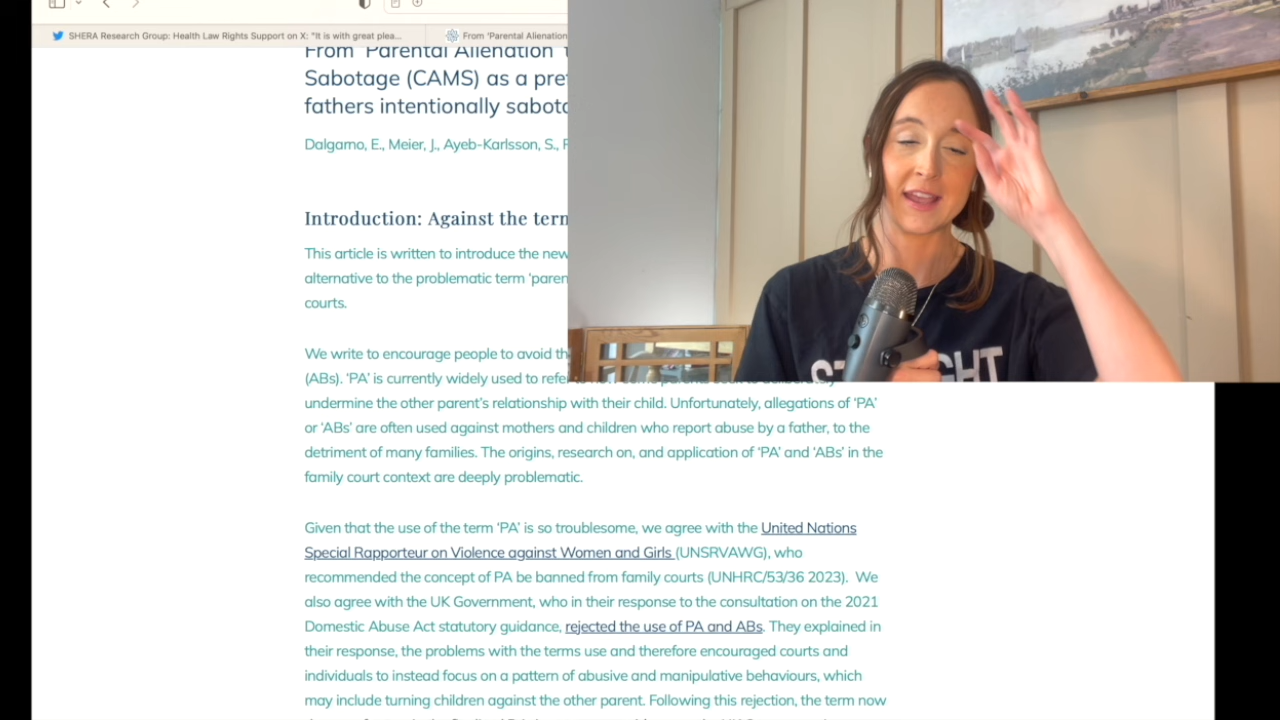 SHERA Research Group: Health Law Rights Support on X: "It is with great plea...
From 'Parental Alienation
From 'Parental Alienation
Sabotage (CAMS) as a
fathers intentionally
Dalgarno, E., Meier, J., Ayeb-Karlsson, S.,
Introduction: Against the term
This article is written to introduce the new
alternative to the problematic term
courts.
We write to encourage people to avoid
(ABs). 'PA' is currently widely used to refer
undermine the other parent's relationship with their child. Unfortunately, allegations of 'PA'
or 'ABs' are often used against mothers and children who report abuse by a father, to the
detriment of many families. The origins, research on, and application of 'PA' and 'ABs' in the
family court context are deeply problematic.
Given that the use of the term 'PA' is so troublesome, we agree with the United Nations
Special Rapporteur on Violence against Women and Girls (UNSRVAWG), who
recommended the concept of PA be banned from family courts (UNHRC/53/36 2023). We
also agree with the UK Government, who in their response to the consultation on the 2021
Domestic Abuse Act statutory guidance, rejected the use of PA and ABs. They explained in
their response, the problems with the terms use and therefore encouraged courts and
individuals to instead focus on a pattern of abusive and manipulative behaviours, which
may include turning children against the other parent. Following this rejection, the term now